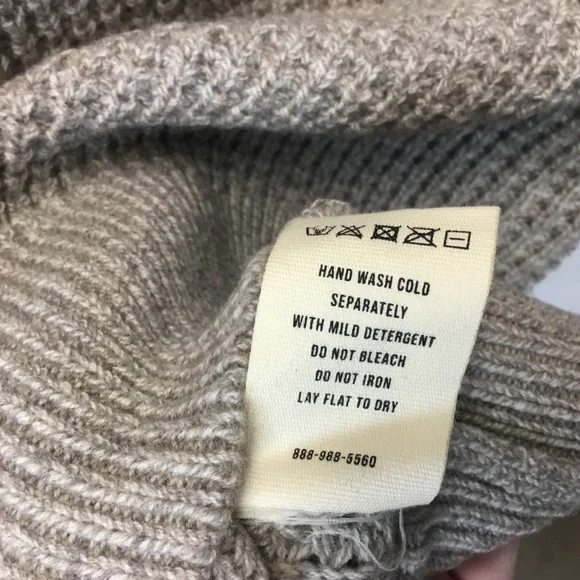 HAND WASH COLD
SEPARATELY
WITH MILD DETERGENT
DO NOT BLEACH
DO NOT IRON
LAY FLAT TO DRY
888-988-5560